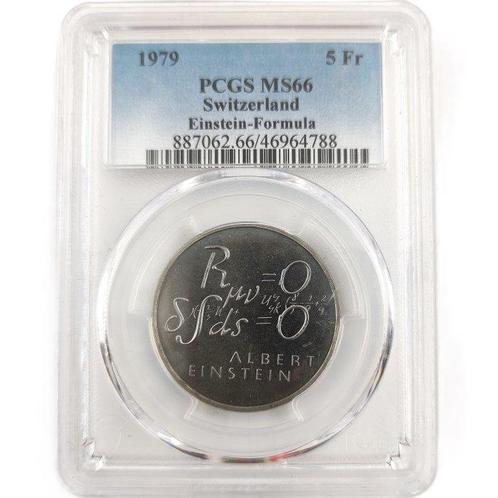 1979 5 Fr
PCGS MS66
Switzerland
Einstein-Formula
887062.66/46964788
Rμν=0
δ∫ds=0
ALBERT
EINSTEIN